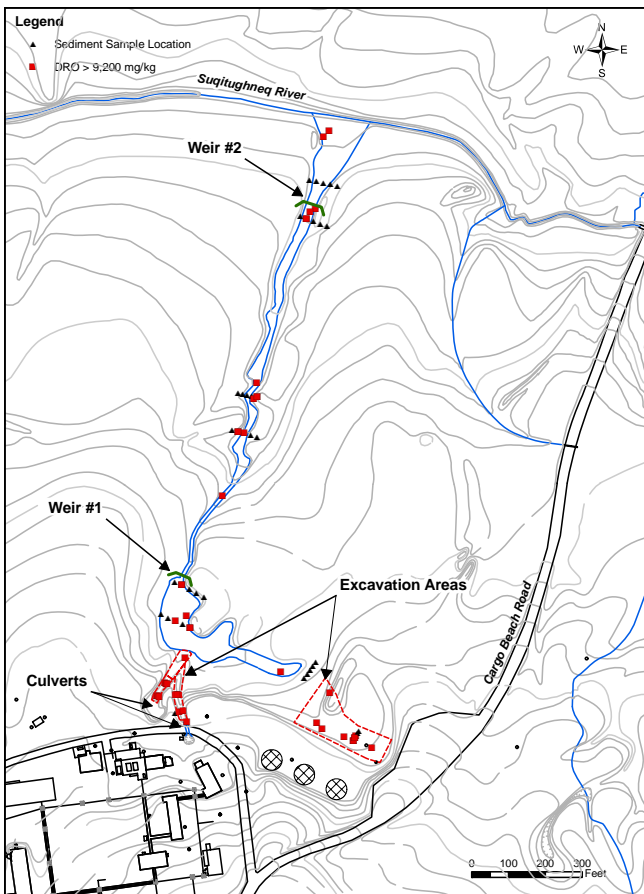 Legend
Sediment Sample Location
DRO > 9,200 mg/kg
N
W E
S
Suqitughneq River
Weir #2
Weir #1
Excavation Areas
Cargo Beach Road
Culverts
0 100 200 300
Feet